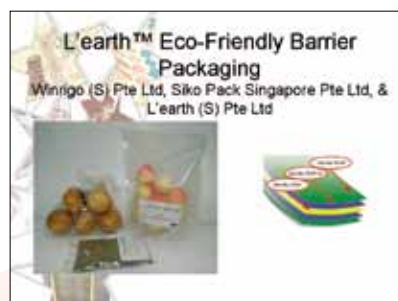 L'earth™ Eco-Friendly Barrier
Packaging
Winrigo (S) Pte Ltd, Siko Pack Singapore Pte Ltd, &
L'earth (S) Pte Ltd